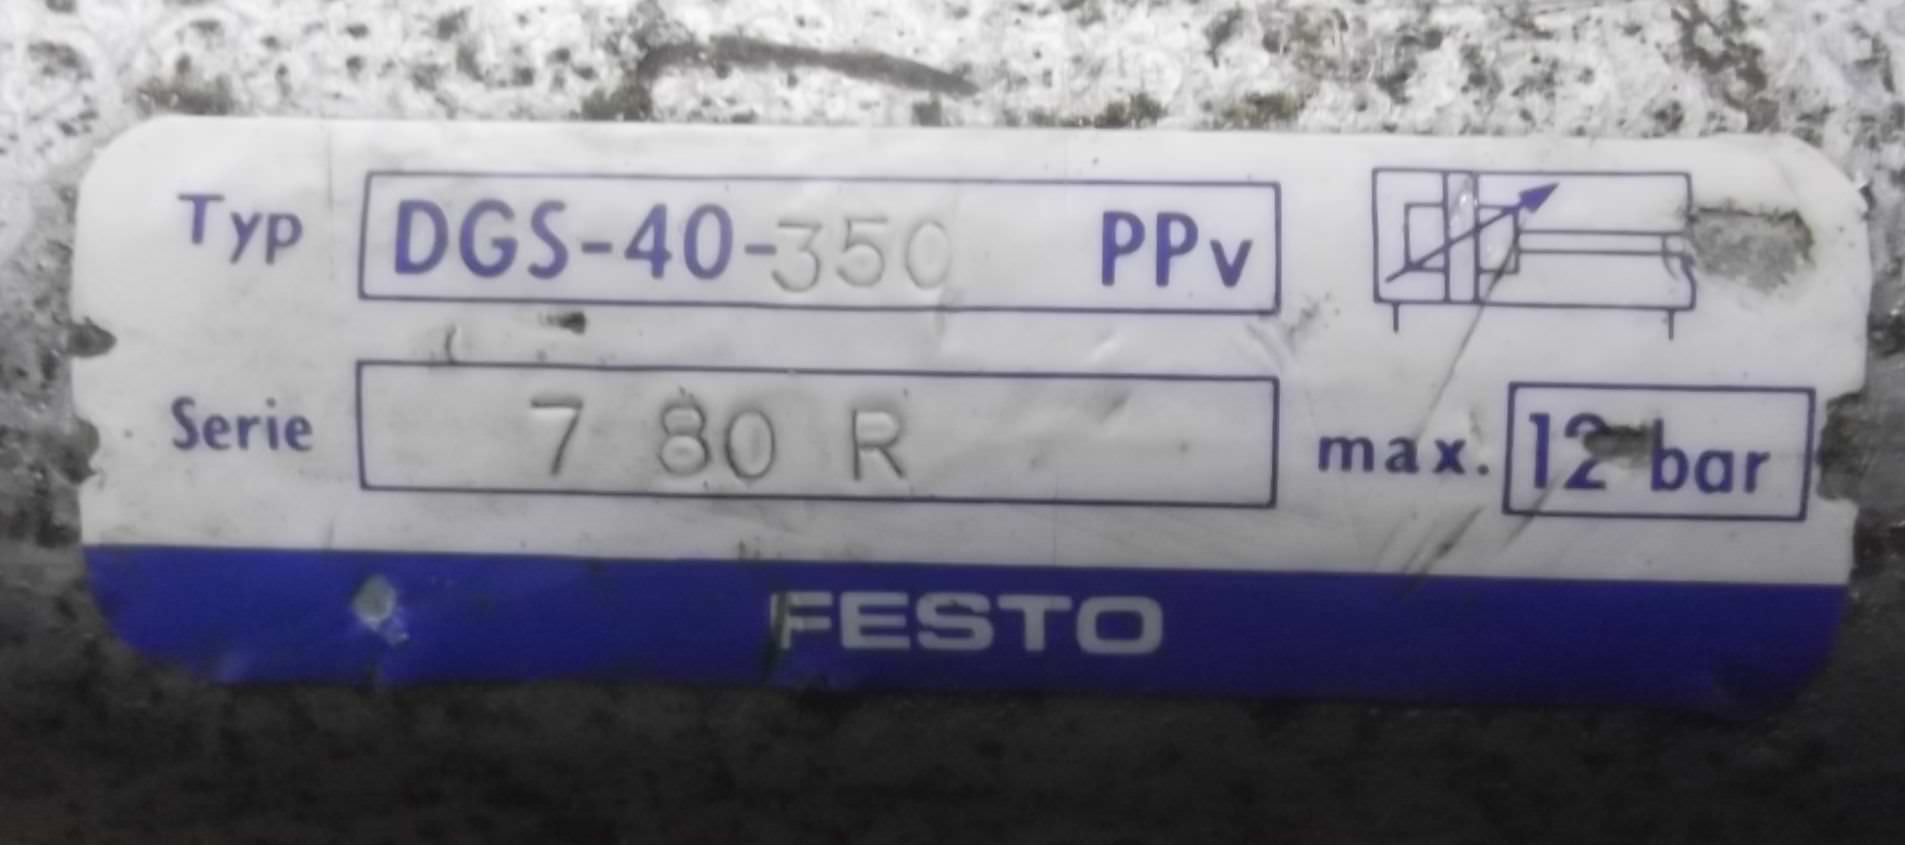 Typ DGS-40-350 PPv
Serie 7 80 R max. 12 bar
FESTO